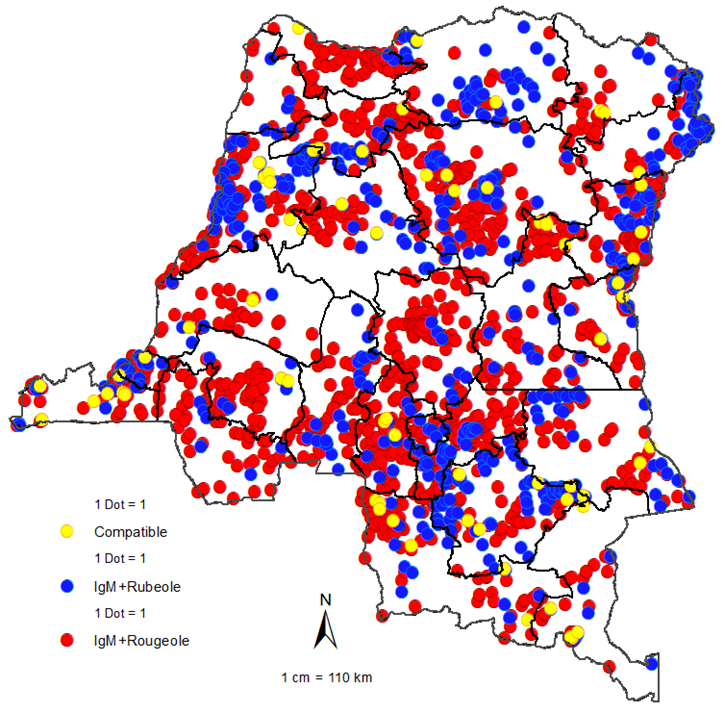 1 Dot = 1
Compatible
1 Dot = 1
IgM+Rubeole
1 Dot = 1
IgM+Rougeole
N
1 cm = 110 km